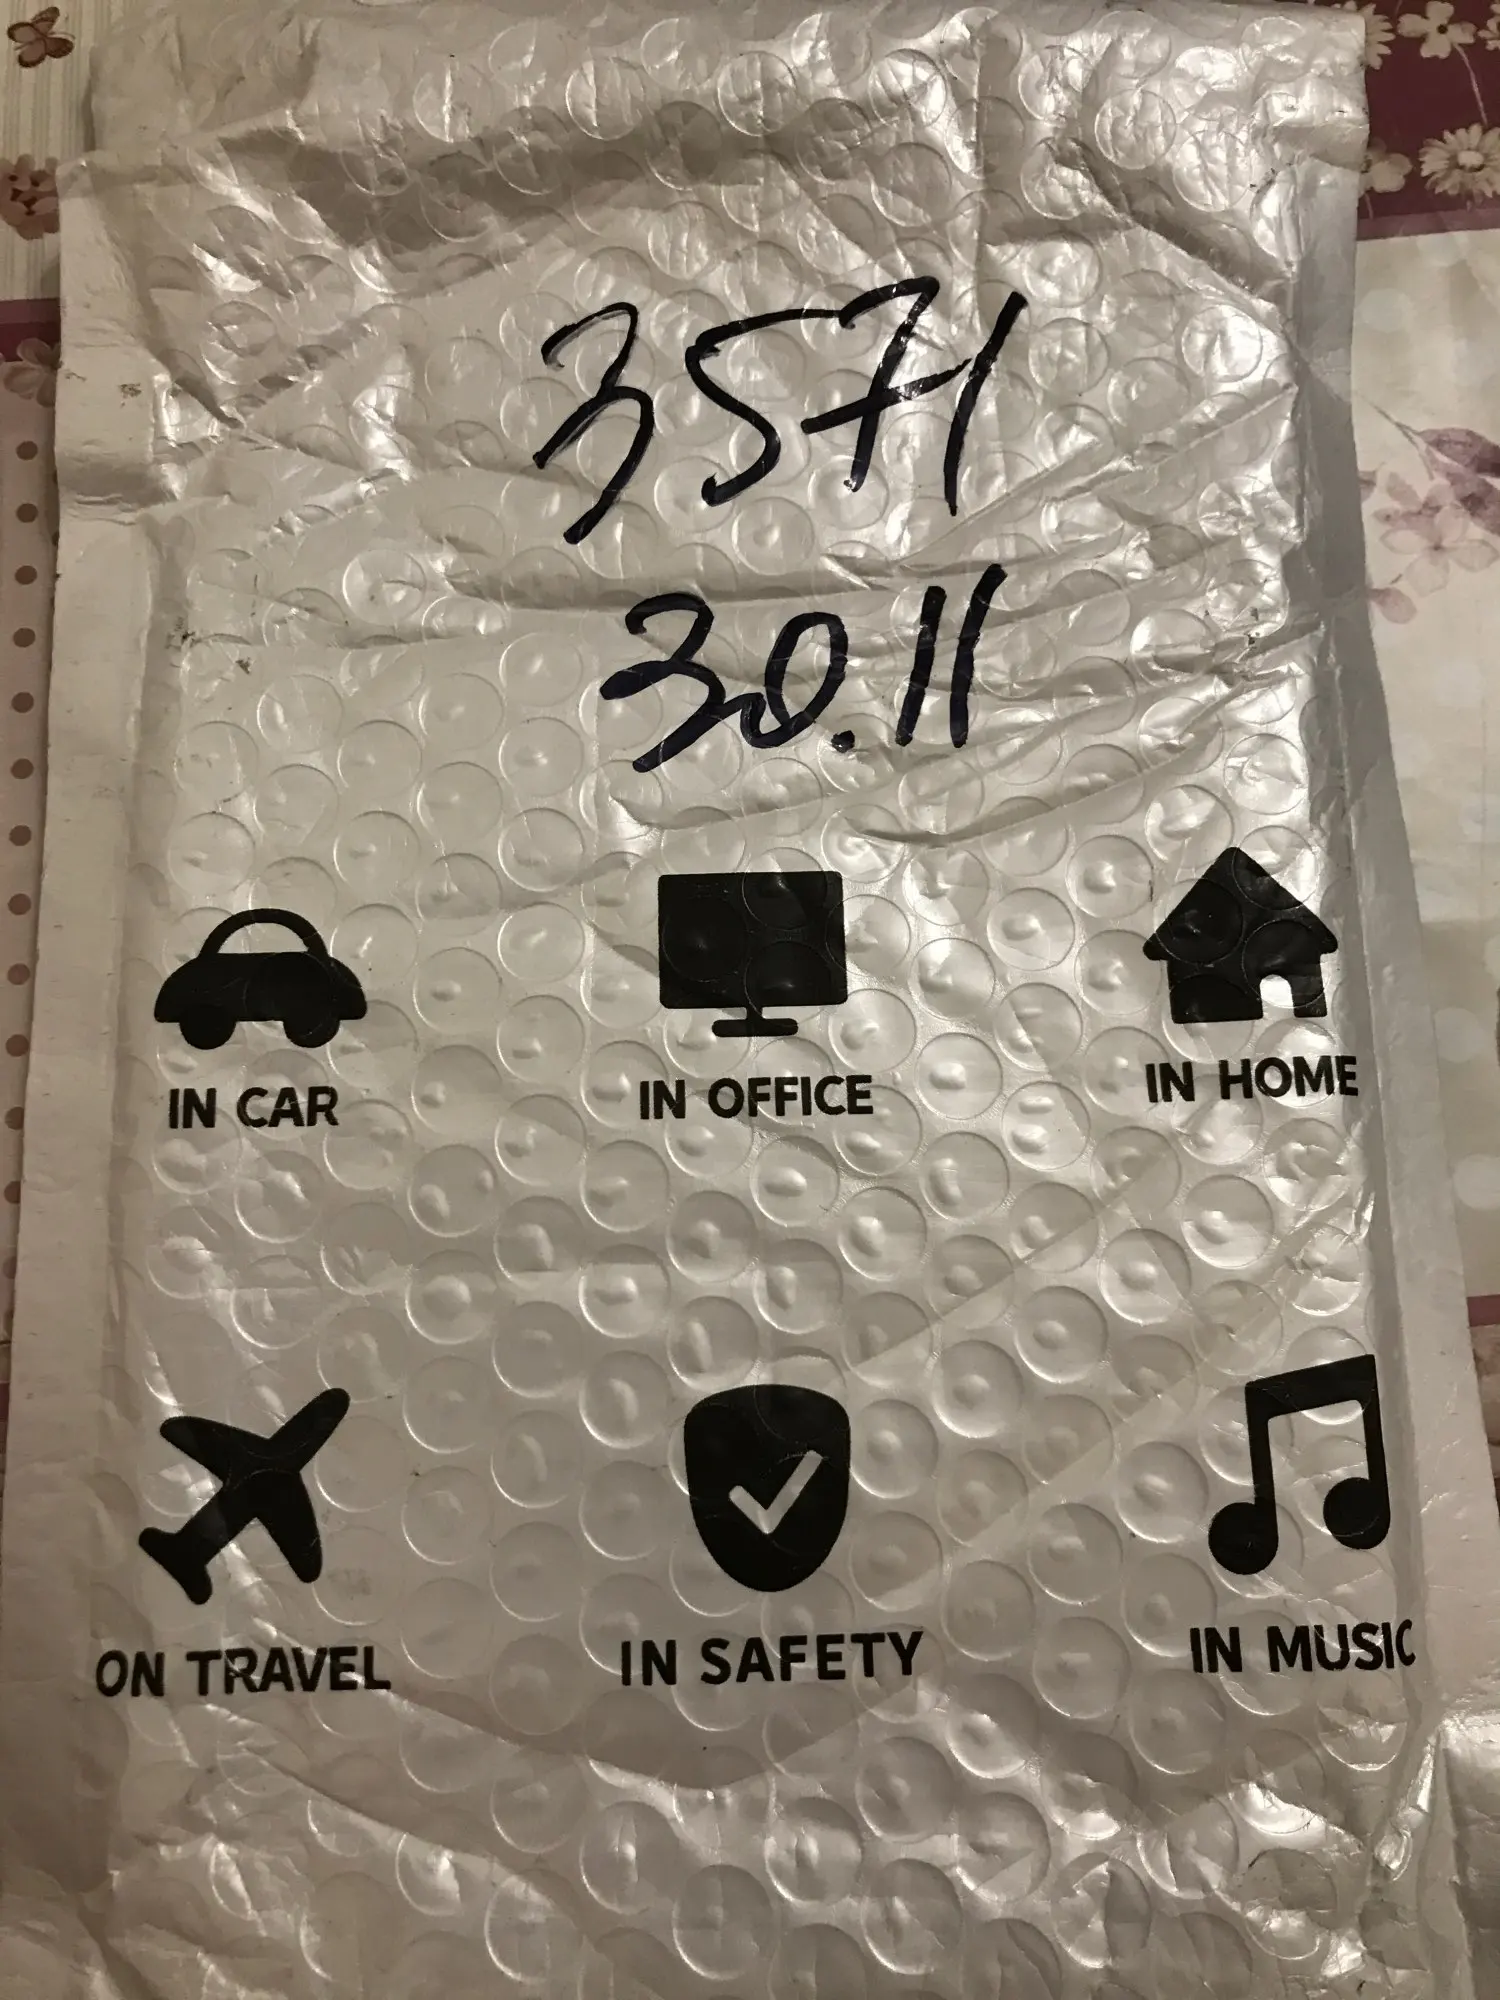 3571
30.11
IN CAR
IN OFFICE
IN HOME
ON TRAVEL
IN SAFETY
IN MUSIC